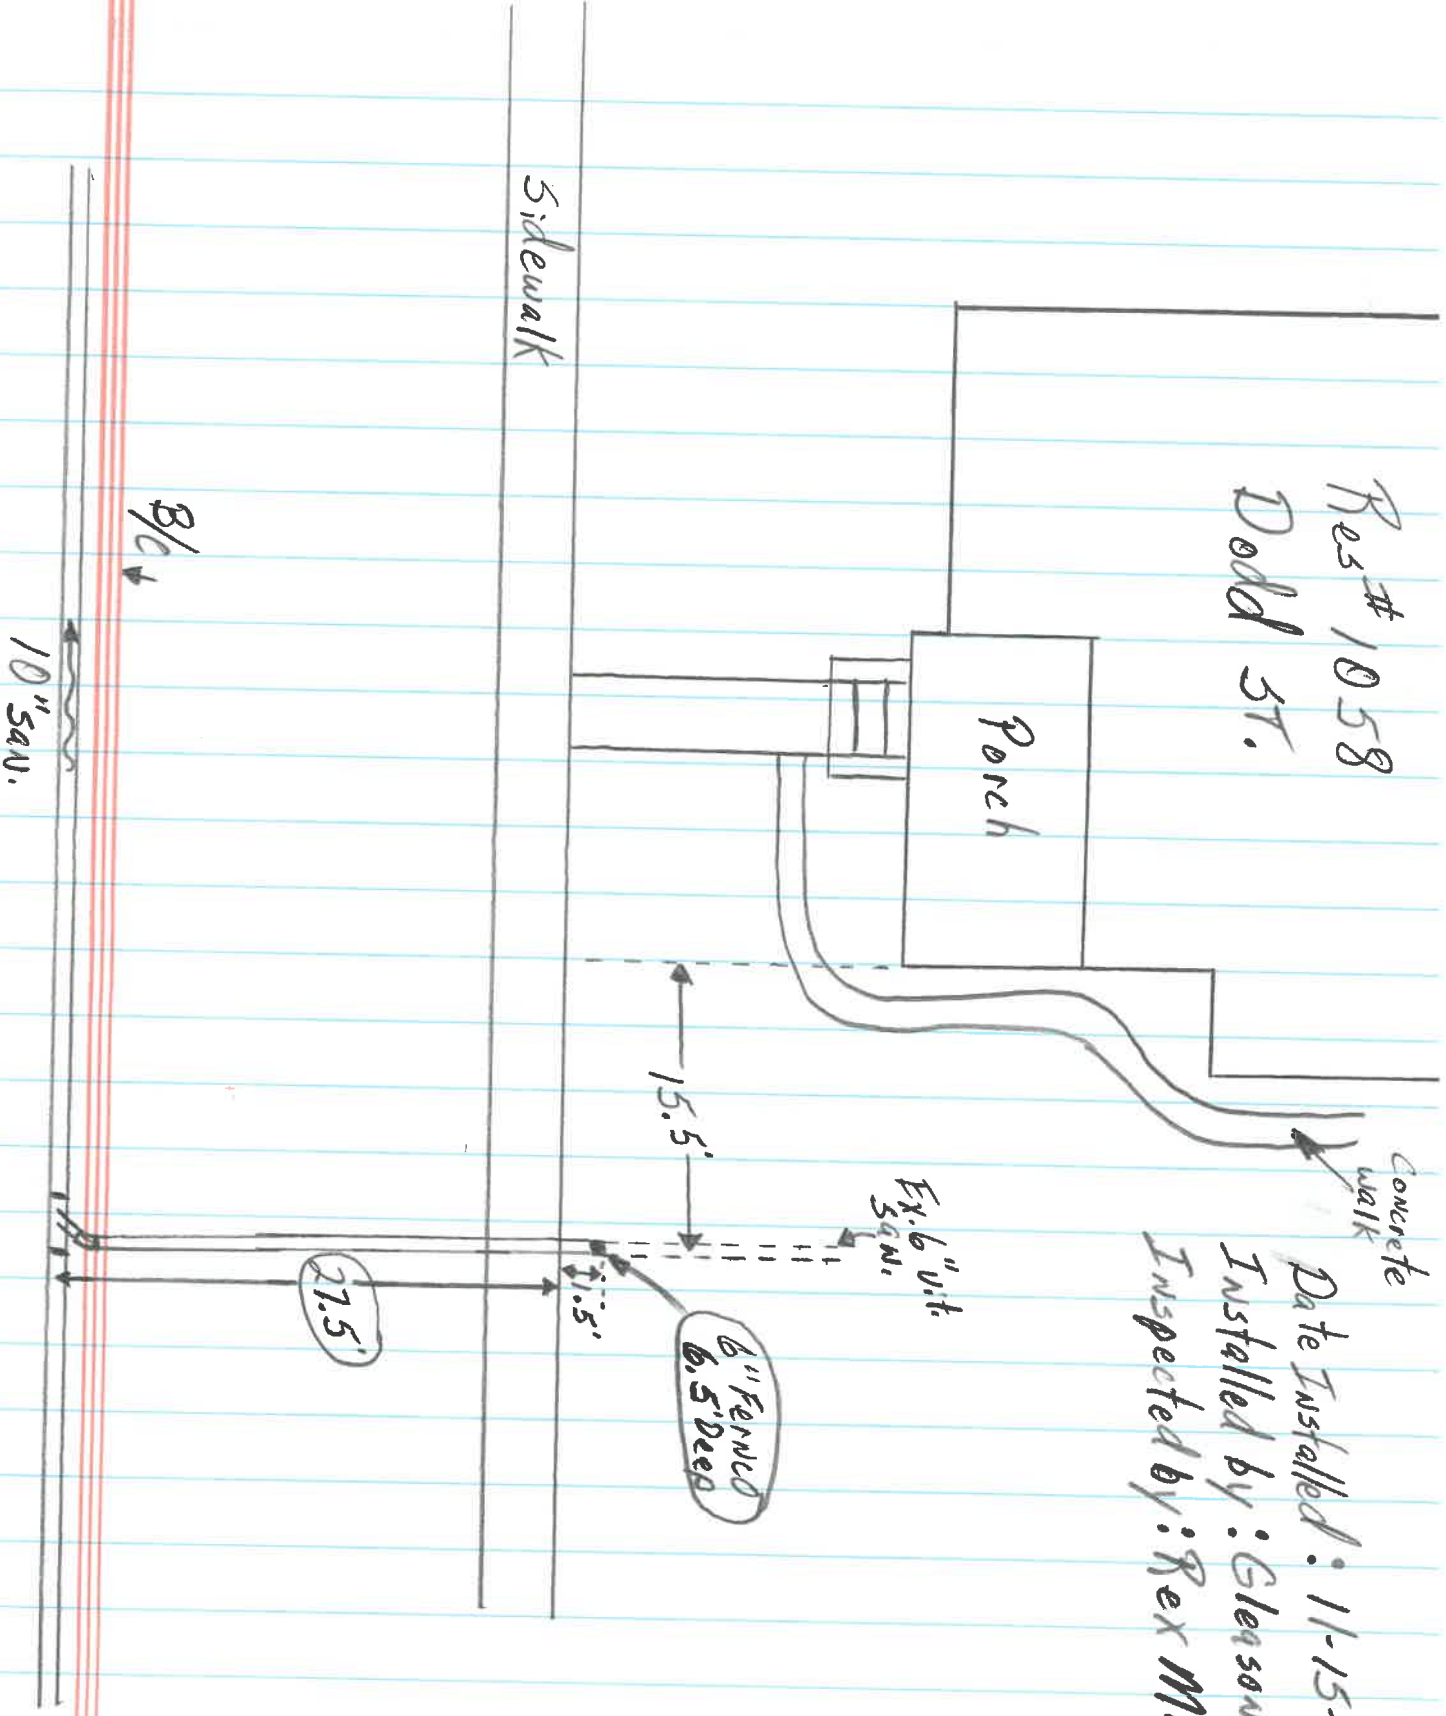 Res # 1058
Dodd St.
Concrete
walk
Date Installed : 11-15-
Installed by : Gleason
Inspected by : Rex M.
Porch
Ex. 6" Vit.
San.
15.5'
6" Fernco
6.5' Deep
1.5'
Sidewalk
27.5'
B/C
10" San.